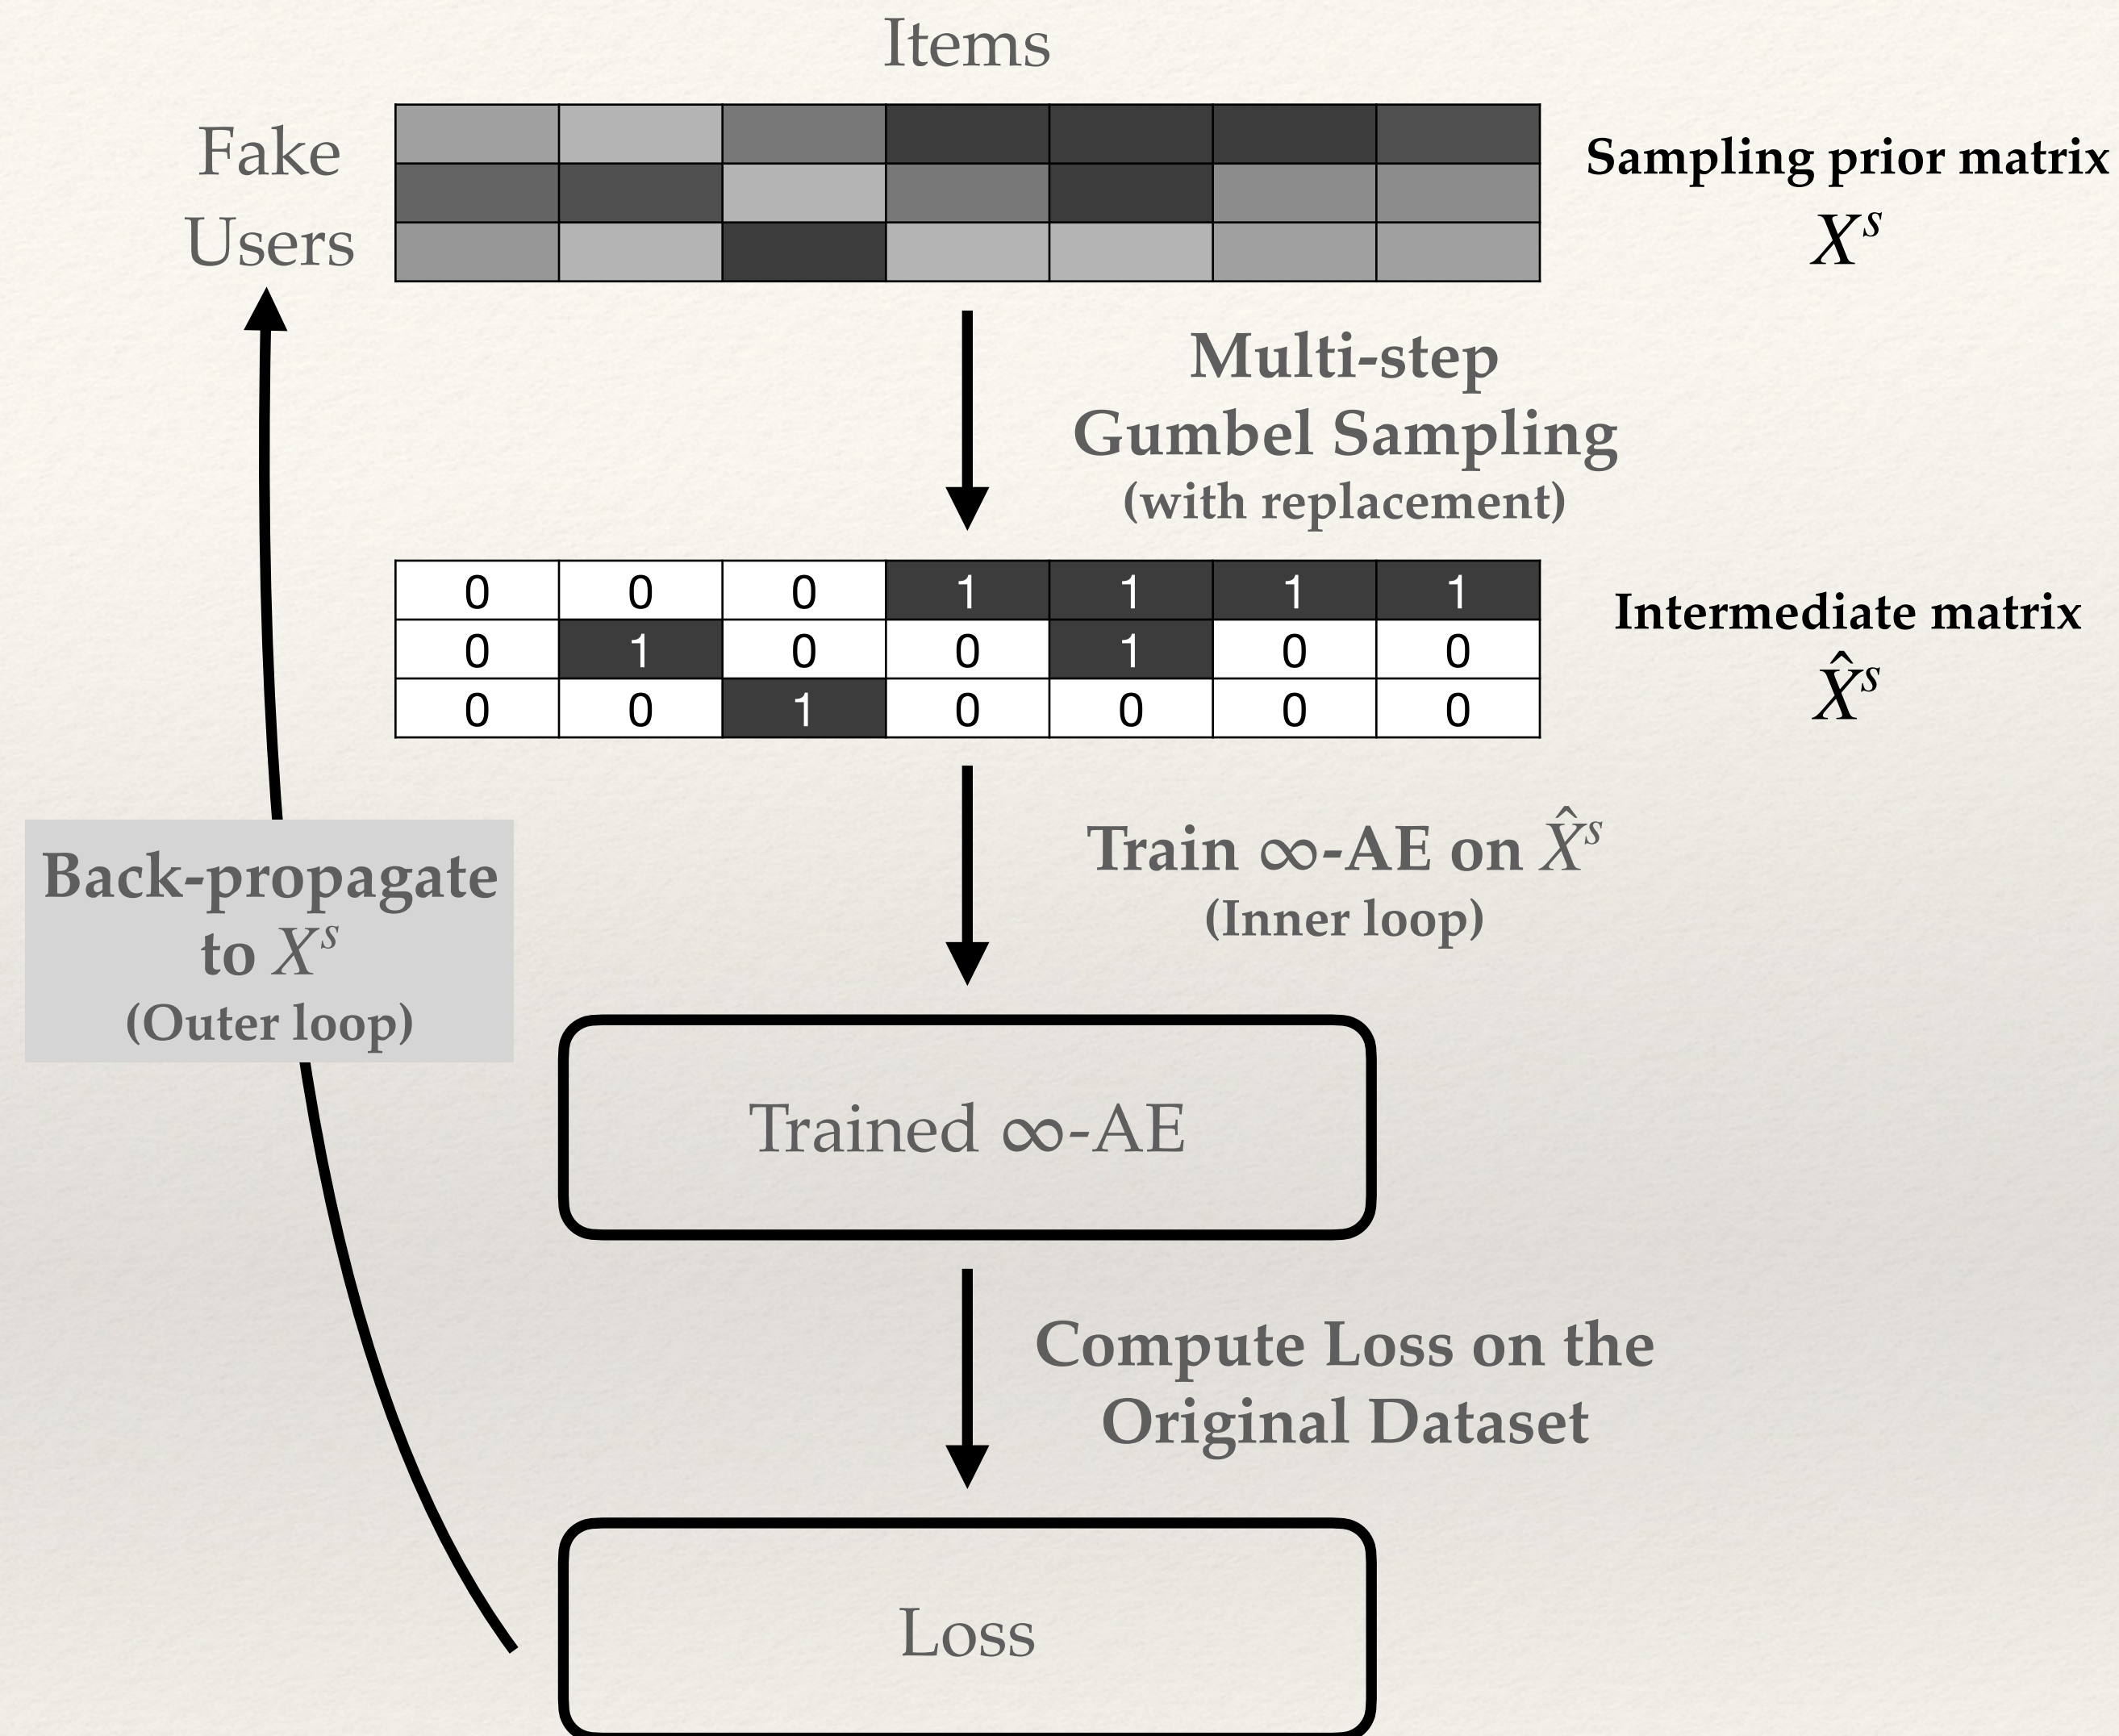 Items
Fake
Users
Sampling prior matrix
Xˢ
Multi-step
Gumbel Sampling
(with replacement)
0 0 0 1 1 1 1
0 1 0 0 1 0 0
0 0 1 0 0 0 0
Intermediate matrix
X̂ˢ
Train ∞-AE on X̂ˢ
(Inner loop)
Back-propagate
to Xˢ
(Outer loop)
Trained ∞-AE
Compute Loss on the
Original Dataset
Loss